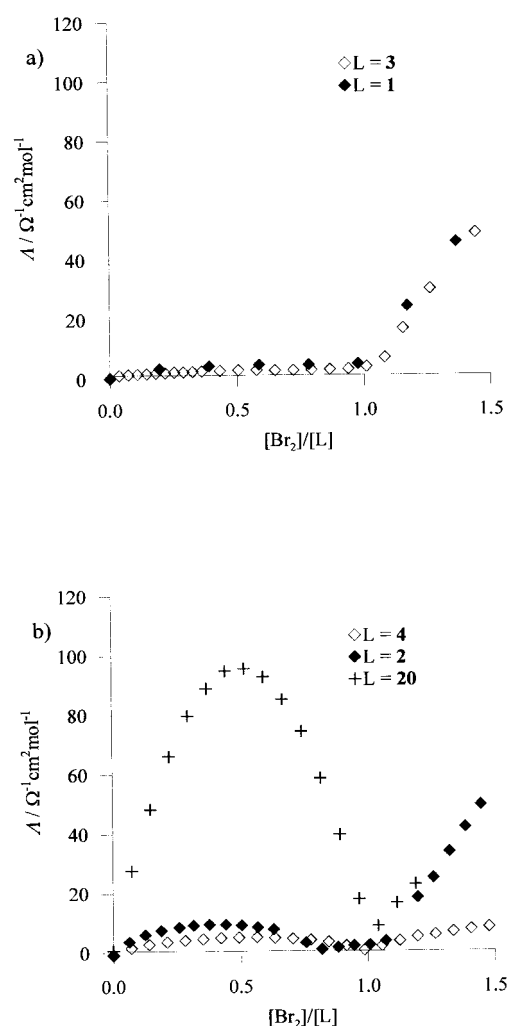 a)
◇L = 3
◆L = 1
Λ / Ω⁻¹cm²mol⁻¹
120
100
80
60
40
20
0
0.0 0.5 1.0 1.5
[Br₂]/[L]
b)
◇L = 4
◆L = 2
+L = 20
Λ / Ω⁻¹cm²mol⁻¹
120
100
80
60
40
20
0
0.0 0.5 1.0 1.5
[Br₂]/[L]